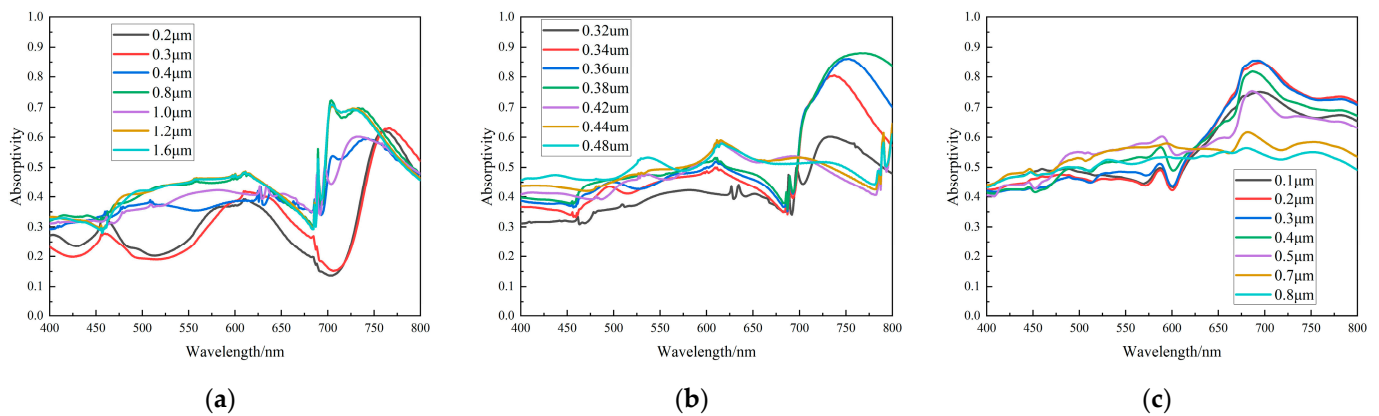 1.0
0.9
0.8
0.7
0.6
0.5
0.4
0.3
0.2
0.1
0.0
Absorptivity
400 450 500 550 600 650 700 750 800
Wavelength/nm
0.2μm
0.3μm
0.4μm
0.8μm
1.0μm
1.2μm
1.6μm
(a)
1.0
0.9
0.8
0.7
0.6
0.5
0.4
0.3
0.2
0.1
0.0
Absorptivity
400 450 500 550 600 650 700 750 800
Wavelength/nm
0.32um
0.34um
0.36um
0.38um
0.42um
0.44um
0.48um
(b)
1.0
0.9
0.8
0.7
0.6
0.5
0.4
0.3
0.2
0.1
0.0
Absorptivity
400 450 500 550 600 650 700 750 800
Wavelength/nm
0.1μm
0.2μm
0.3μm
0.4μm
0.5μm
0.7μm
0.8μm
(c)